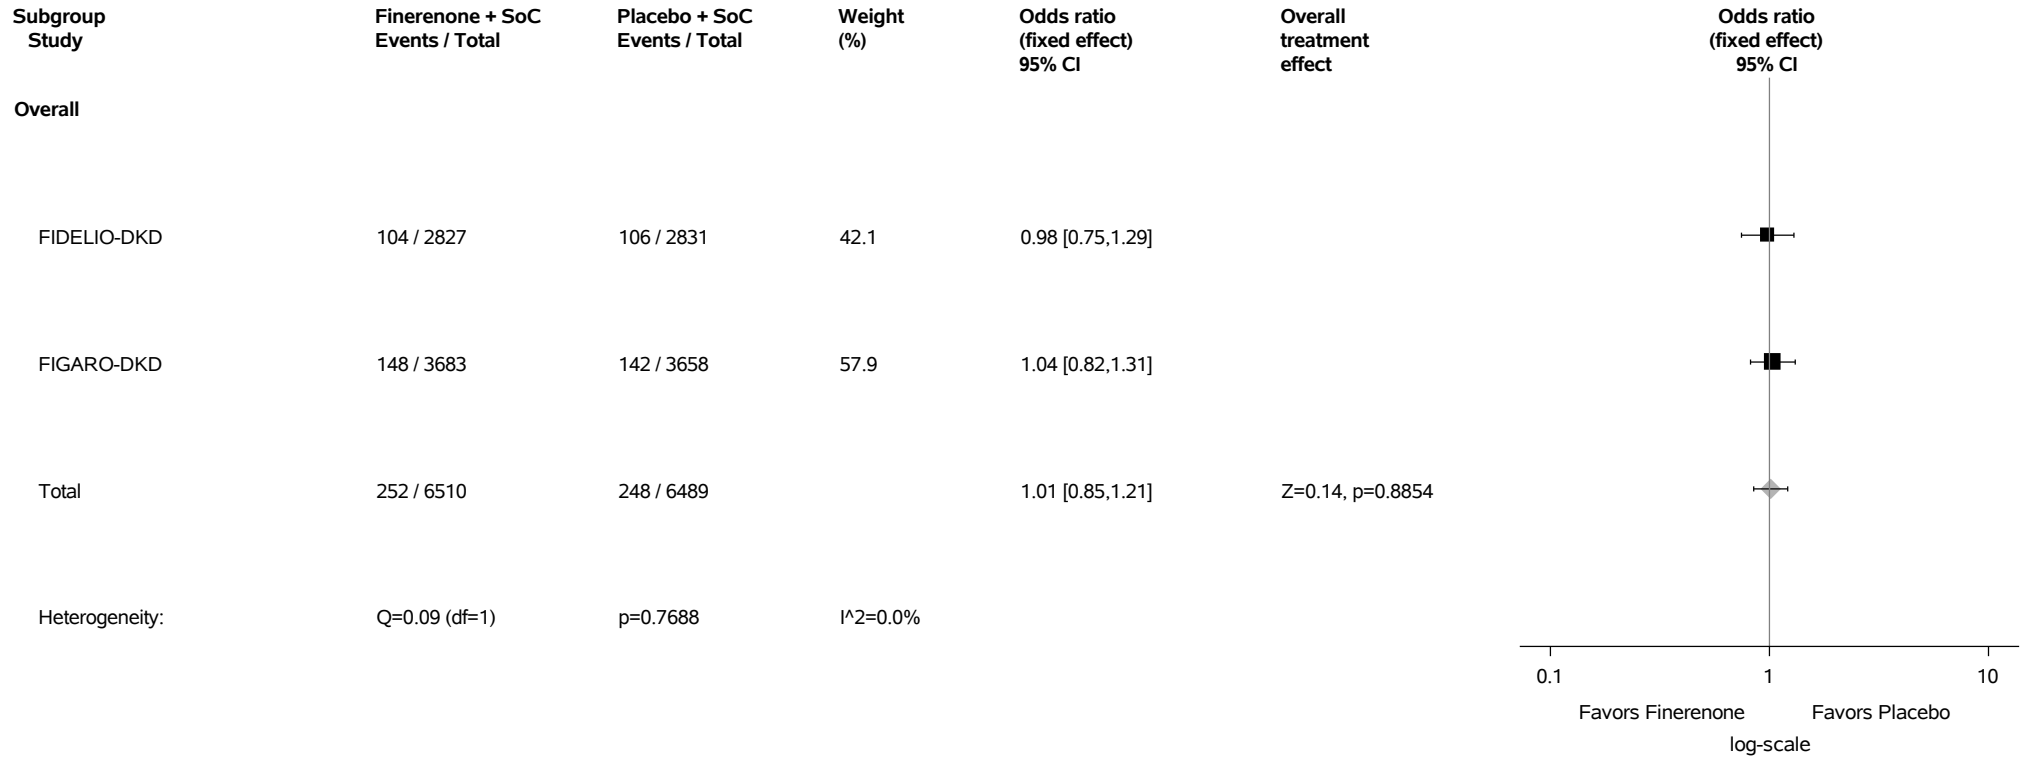 Subgroup Finerenone + SoC Placebo + SoC Weight Odds ratio Overall Odds ratio
Study Events / Total Events / Total (%) (fixed effect) treatment (fixed effect)
95% CI effect 95% CI
Overall
FIDELIO-DKD 104 / 2827 106 / 2831 42.1 0.98 [0.75,1.29]
FIGARO-DKD 148 / 3683 142 / 3658 57.9 1.04 [0.82,1.31]
Total 252 / 6510 248 / 6489 1.01 [0.85,1.21] Z=0.14, p=0.8854
Heterogeneity: Q=0.09 (df=1) p=0.7688 I^2=0.0%
0.1 1 10
Favors Finerenone Favors Placebo
log-scale